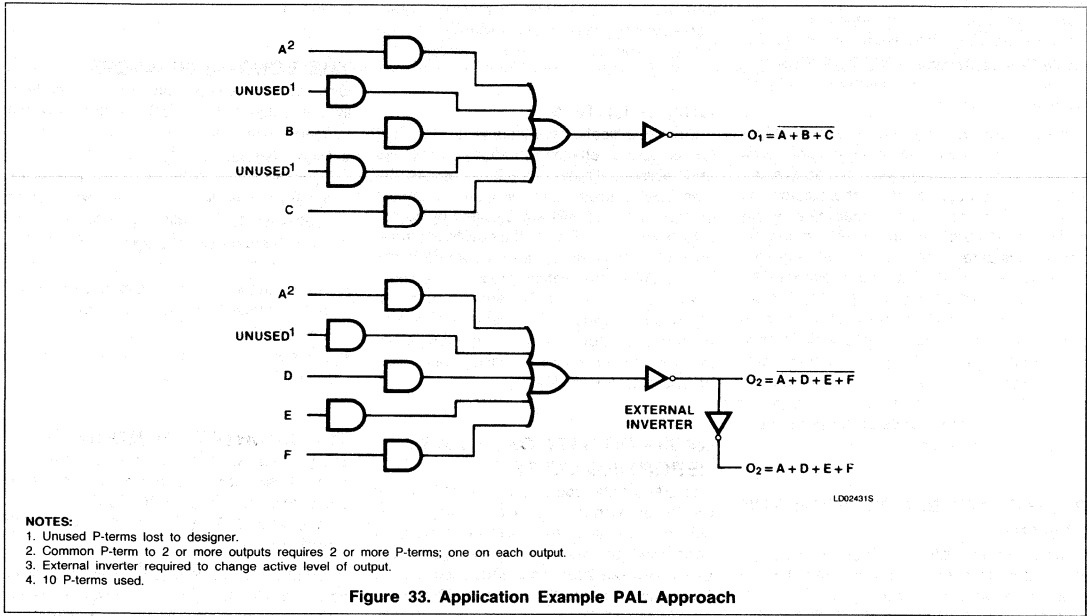 A²
UNUSED¹
B
UNUSED¹
C
O₁ = A̅ ̅+̅ ̅B̅ ̅+̅ ̅C̅
A²
UNUSED¹
D
E
F
O₂ = A̅ ̅+̅ ̅D̅ ̅+̅ ̅E̅ ̅+̅ ̅F̅
EXTERNAL
INVERTER
O₂ = A + D + E + F
LD02431S
NOTES:
1. Unused P-terms lost to designer.
2. Common P-term to 2 or more outputs requires 2 or more P-terms; one on each output.
3. External inverter required to change active level of output.
4. 10 P-terms used.
Figure 33. Application Example PAL Approach